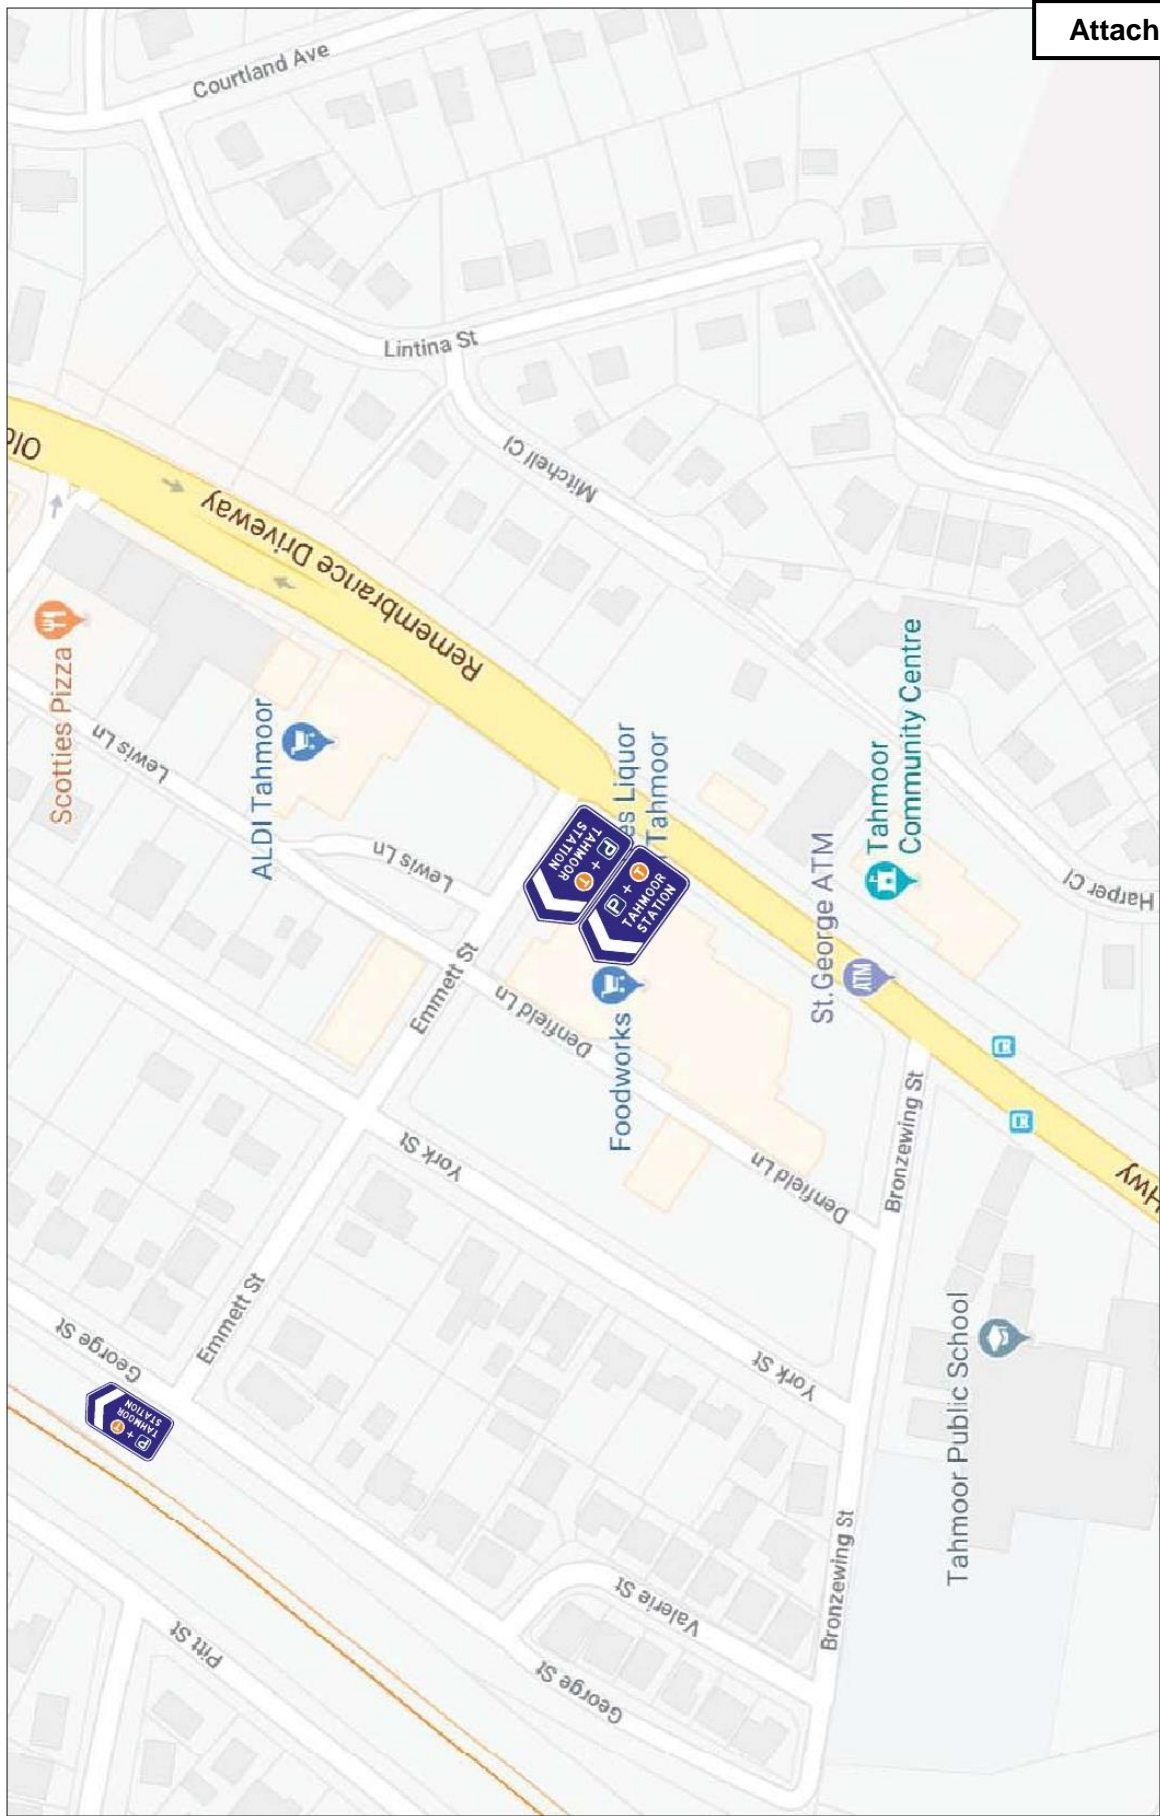 Attach
Courtland Ave
Lintina St
Mitchell Cl
Old
Remembrance Driveway
Scotties Pizza
Lewis Ln
ALDI Tahmoor
Lewis Ln
es Liquor
Tahmoor
P + T
TAHMOOR
STATION
P + T
TAHMOOR
STATION
Tahmoor
Community Centre
Harper Cl
St.George ATM
ATM
Emmett St
Denfield Ln
Foodworks
York St
Denfield Ln
Bronzewing St
Hwy
Emmett St
George St
P + T
TAHMOOR
STATION
York St
Tahmoor Public School
Bronzewing St
Valerie St
George St
Pitt St